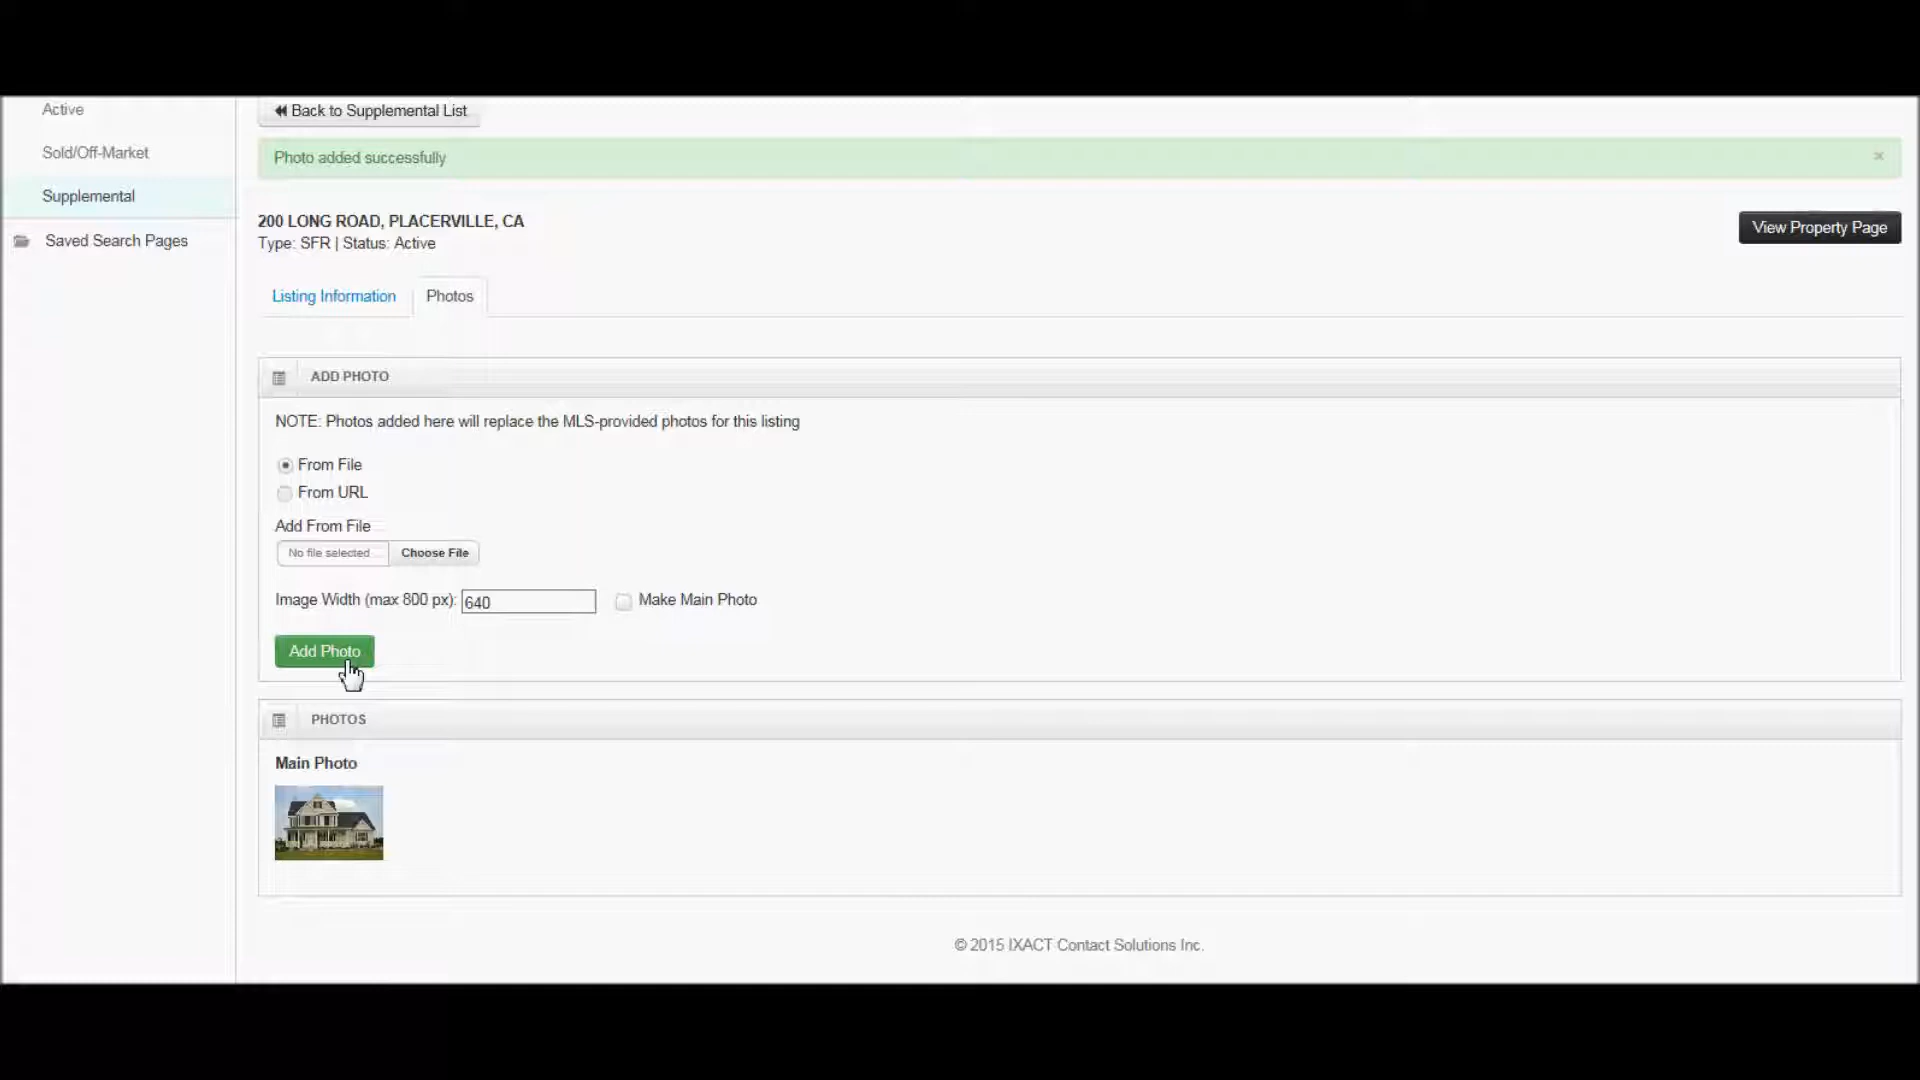 Active
Back to Supplemental List
Sold/Off-Market
Photo added successfully
×
Supplemental
Saved Search Pages
200 LONG ROAD, PLACERVILLE, CA
Type: SFR | Status: Active
View Property Page
Listing Information
Photos
ADD PHOTO
NOTE: Photos added here will replace the MLS-provided photos for this listing
From File
From URL
Add From File
No file selected
Choose File
Image Width (max 800 px): 640
Make Main Photo
Add Photo
PHOTOS
Main Photo
© 2015 IXACT Contact Solutions Inc.